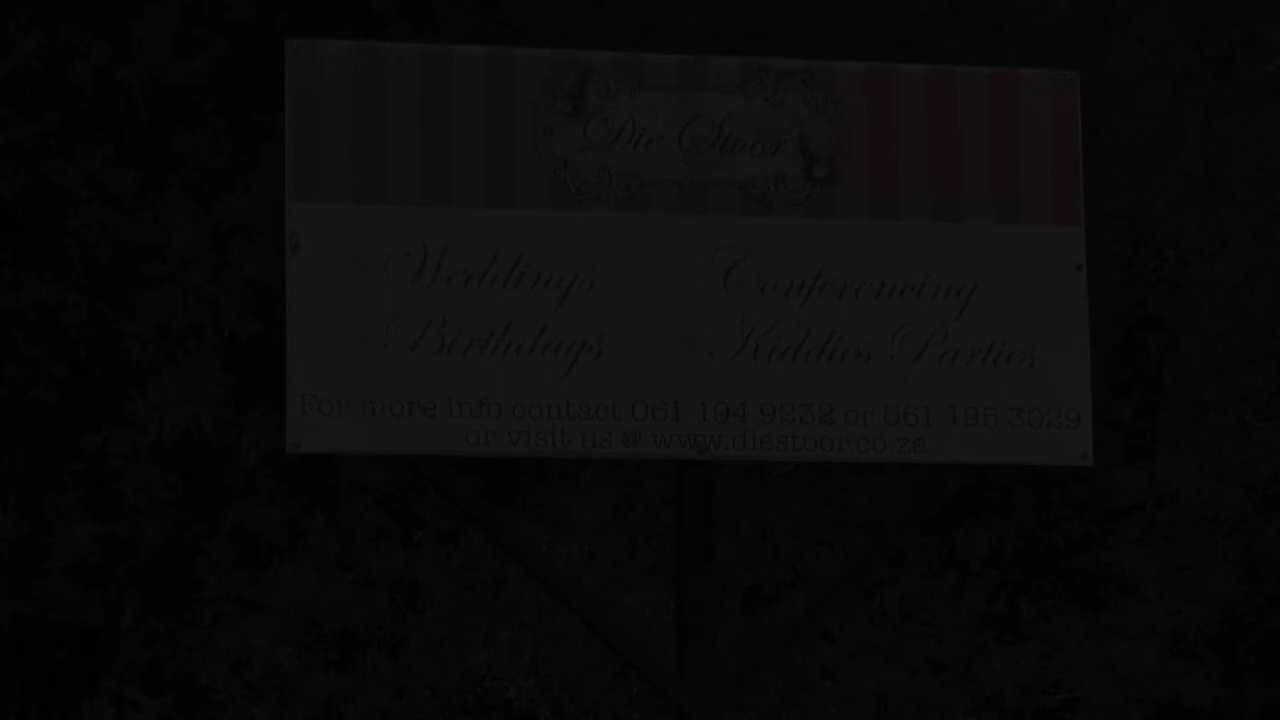 Die Stoor
Weddings Conferencing
Birthdays Kiddies Parties
For more info contact 061 194 9232 or 061 195 3029
or visit us @ www.diestoor.co.za